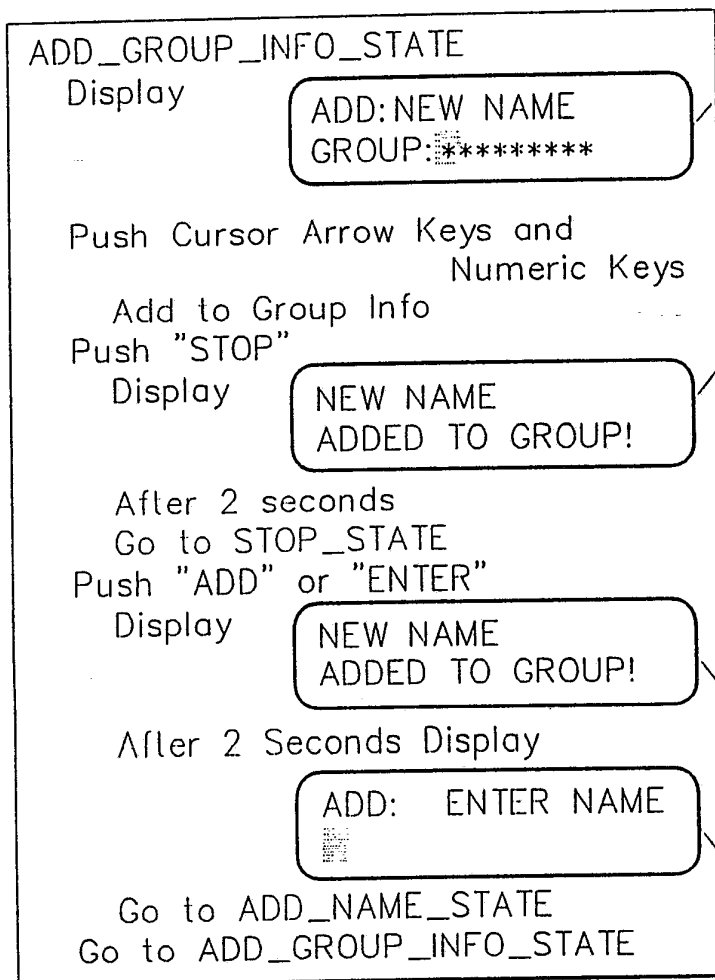 ADD_GROUP_INFO_STATE
Display
ADD: NEW NAME
GROUP:*********
Push Cursor Arrow Keys and
Numeric Keys
Add to Group Info
Push "STOP"
Display
NEW NAME
ADDED TO GROUP!
After 2 seconds
Go to STOP_STATE
Push "ADD" or "ENTER"
Display
NEW NAME
ADDED TO GROUP!
After 2 Seconds Display
ADD: ENTER NAME
Go to ADD_NAME_STATE
Go to ADD_GROUP_INFO_STATE